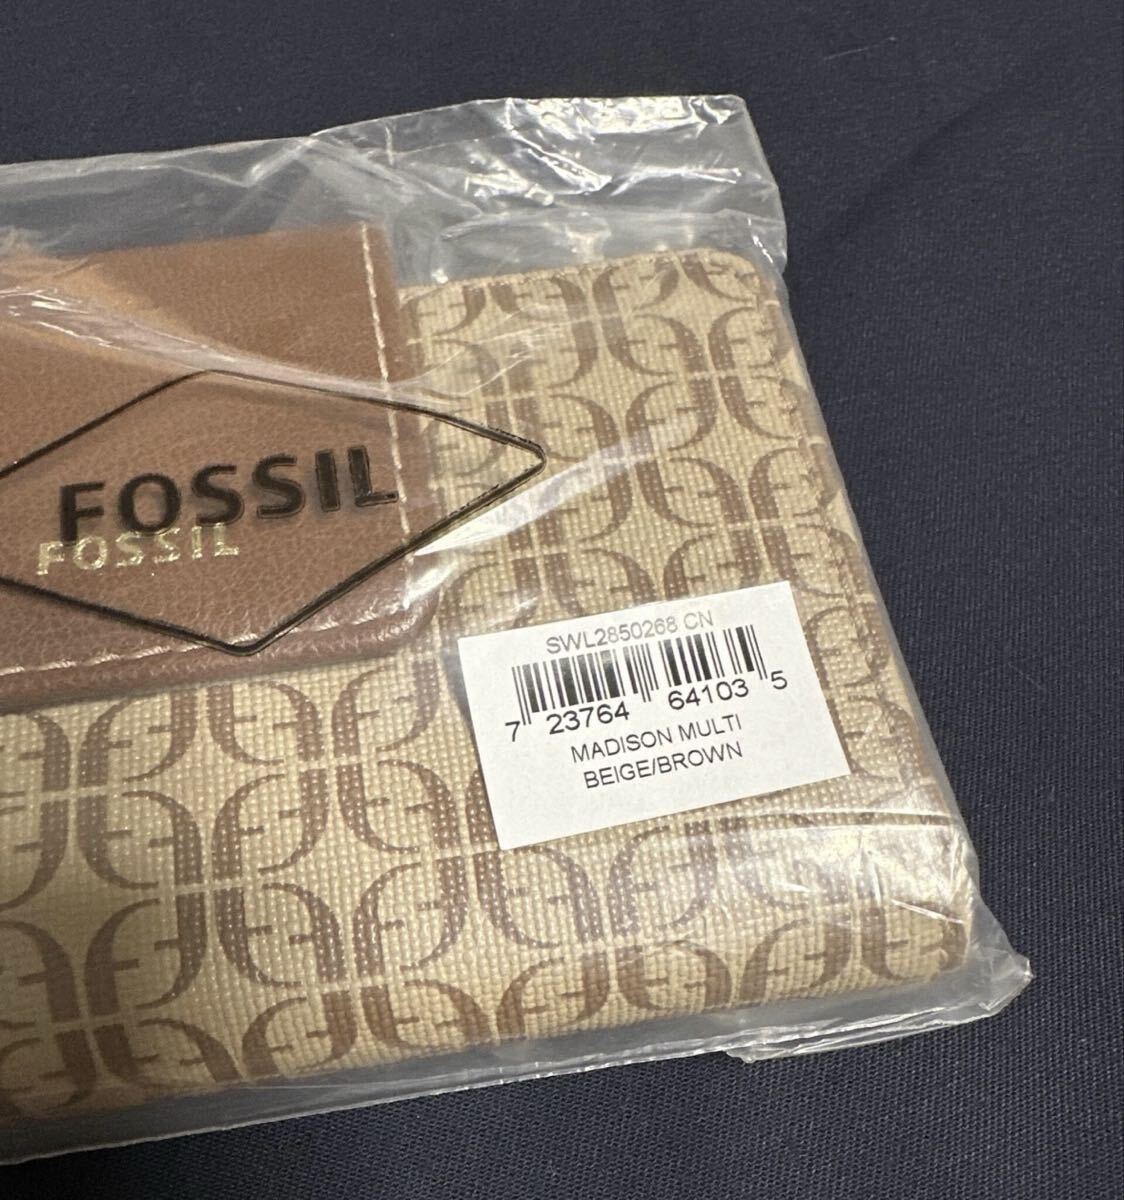 FOSSIL
FOSSIL
SWL2850268 CN
7 23764 64103 5
MADISON MULTI
BEIGE/BROWN